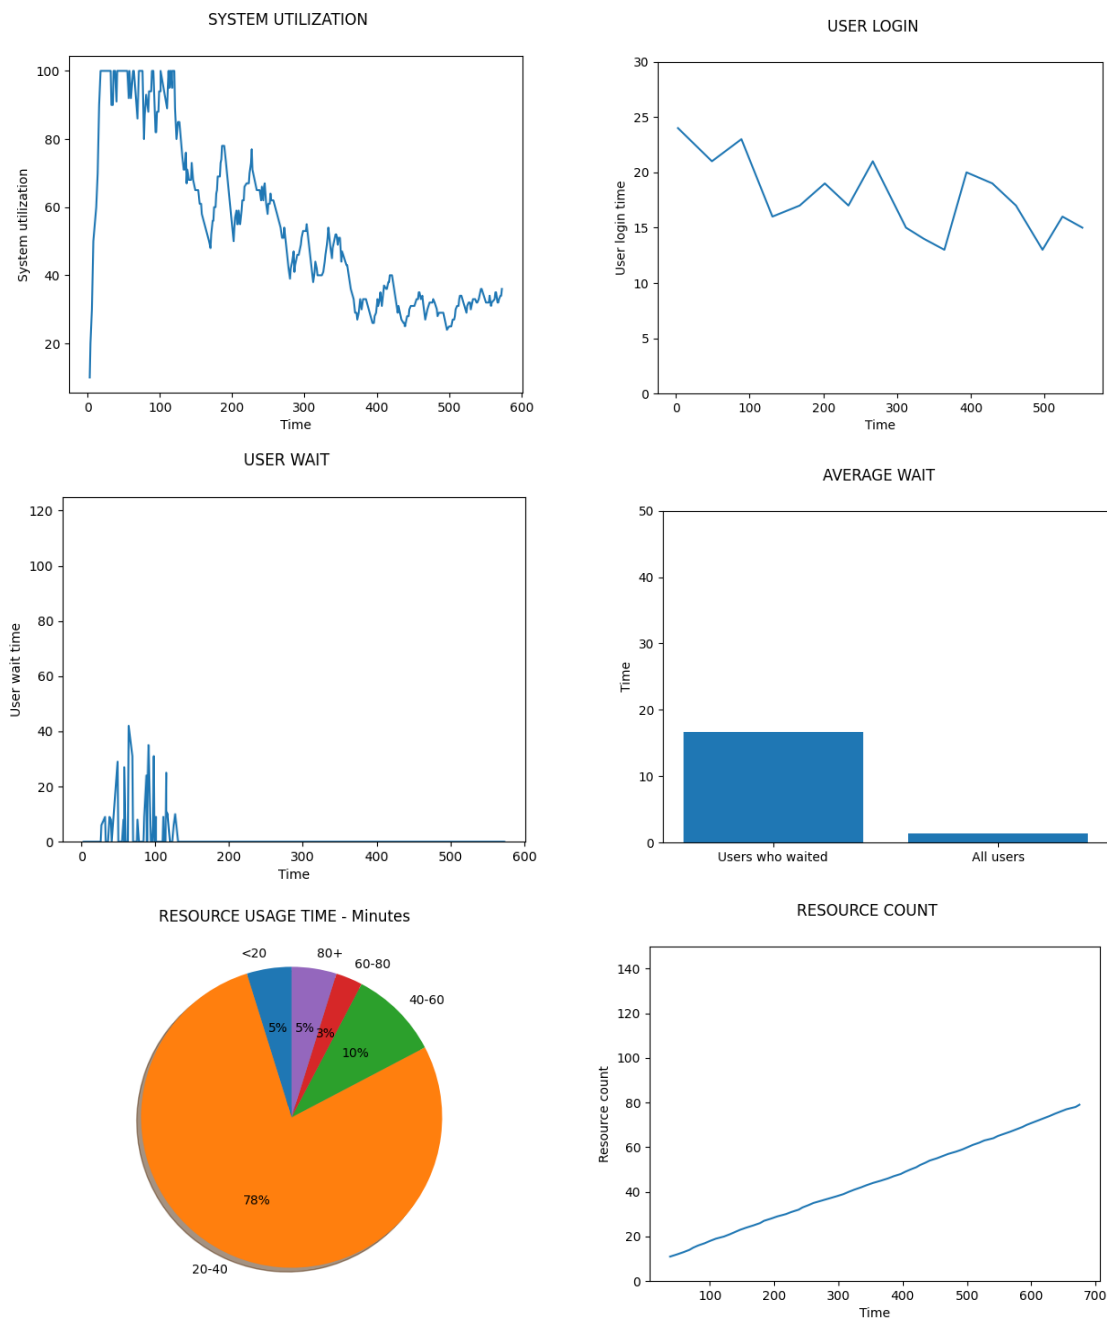 SYSTEM UTILIZATION
100
80
60
40
20
System utilization
0 100 200 300 400 500 600
Time
USER LOGIN
30
25
20
15
10
5
0
User login time
0 100 200 300 400 500
Time
USER WAIT
120
100
80
60
40
20
0
User wait time
0 100 200 300 400 500 600
Time
AVERAGE WAIT
50
40
30
20
10
0
Time
Users who waited All users
RESOURCE USAGE TIME - Minutes
<20 80+
60-80
40-60
5% 5% 3%
10%
78%
20-40
RESOURCE COUNT
140
120
100
80
60
40
20
0
Resource count
100 200 300 400 500 600 700
Time